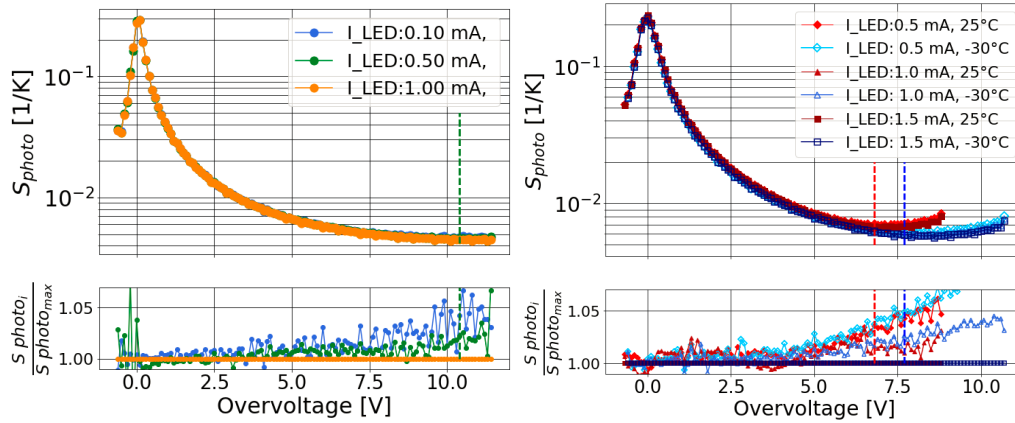 S_photo [1/K]
10⁻¹
10⁻²
I_LED:0.10 mA,
I_LED:0.50 mA,
I_LED:1.00 mA,
S photo_i
S photo_max
1.05
1.00
0.0 2.5 5.0 7.5 10.0
Overvoltage [V]
S_photo [1/K]
10⁻¹
10⁻²
I_LED:0.5 mA, 25°C
I_LED: 0.5 mA, -30°C
I_LED:1.0 mA, 25°C
I_LED: 1.0 mA, -30°C
I_LED:1.5 mA, 25°C
I_LED: 1.5 mA, -30°C
S photo_i
S photo_max
1.05
1.00
0.0 2.5 5.0 7.5 10.0
Overvoltage [V]